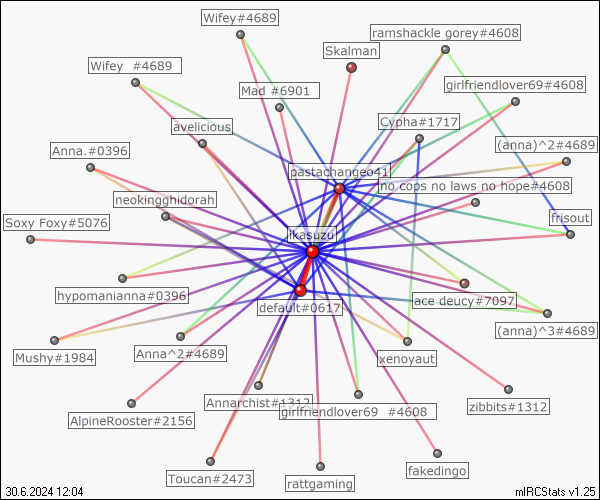 Wifey#4689
ramshackle gorey#4608
Skalman
Wifey  #4689
girlfriendlover69#4608
Mad #6901
Cypha#1717
avelicious
(anna)^2#4689
Anna.#0396
pastachangeo41
no cops no laws no hope#4608
neokingghidorah
frisout
Soxy Foxy#5076
ikasuzu
hypomanianna#0396
ace deucy#7097
default#0617
(anna)^3#4689
Mushy#1984
Anna^2#4689
xenoyaut
Annarchist#1312
girlfriendlover69  #4608
zibbits#1312
AlpineRooster#2156
Toucan#2473
rattgaming
fakedingo
30.6.2024 12:04
mIRCStats v1.25